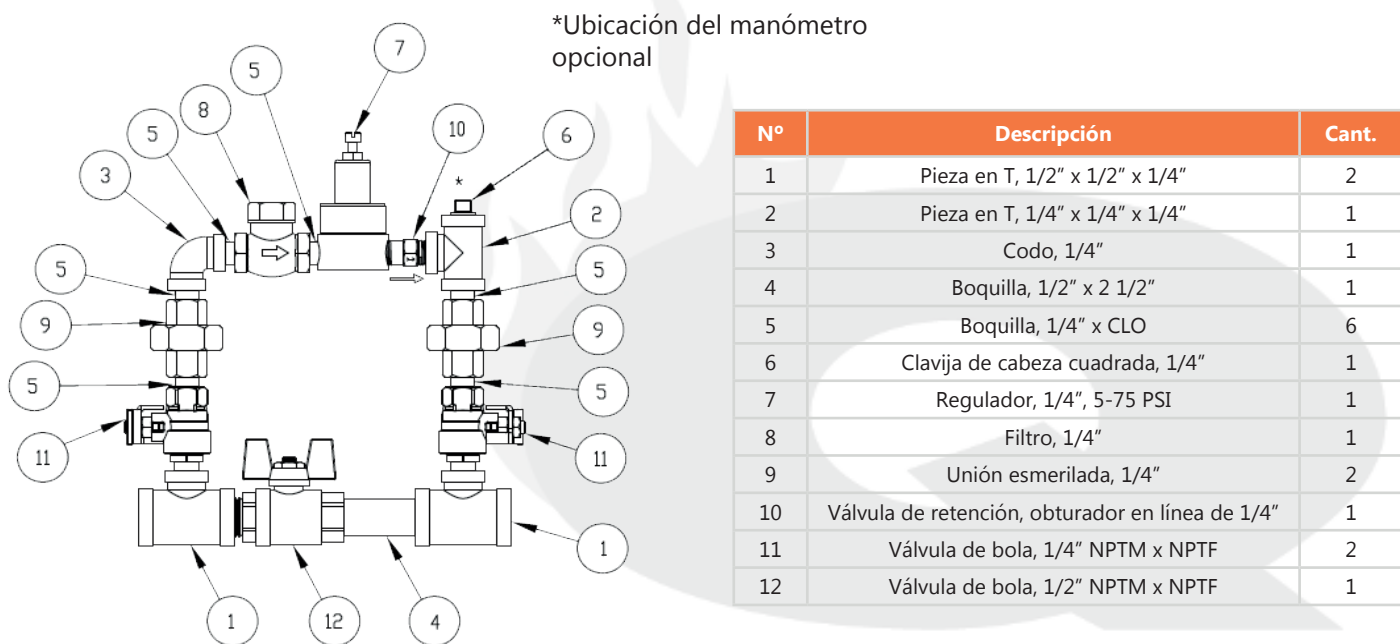 *Ubicación del manómetro
opcional
7
5
5
8
10
6
5
3
*
2
5
5
9
9
5
5
11
11
1
1
12
4
Nº Descripción Cant.
1 Pieza en T, 1/2” x 1/2” x 1/4” 2
2 Pieza en T, 1/4” x 1/4” x 1/4” 1
3 Codo, 1/4” 1
4 Boquilla, 1/2” x 2 1/2” 1
5 Boquilla, 1/4” x CLO 6
6 Clavija de cabeza cuadrada, 1/4” 1
7 Regulador, 1/4”, 5-75 PSI 1
8 Filtro, 1/4” 1
9 Unión esmerilada, 1/4” 2
10 Válvula de retención, obturador en línea de 1/4” 1
11 Válvula de bola, 1/4” NPTM x NPTF 2
12 Válvula de bola, 1/2” NPTM x NPTF 1